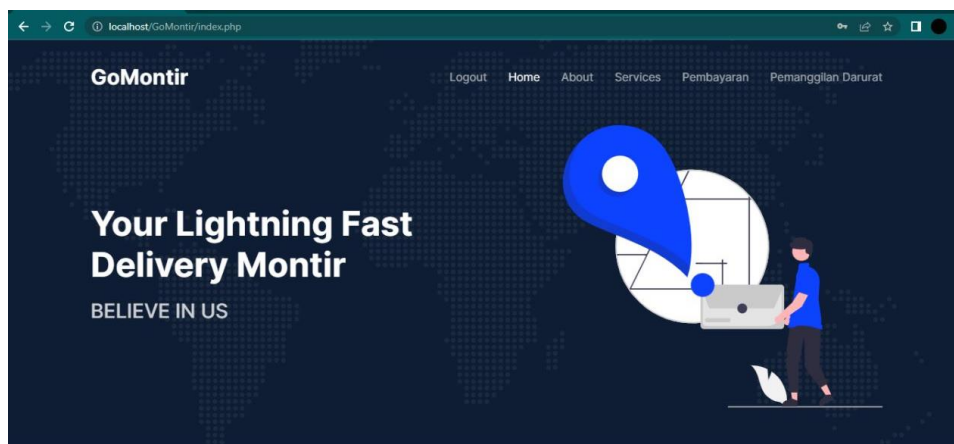 localhost/GoMontir/index.php
GoMontir
Logout Home About Services Pembayaran Pemanggilan Darurat
Your Lightning Fast
Delivery Montir
BELIEVE IN US